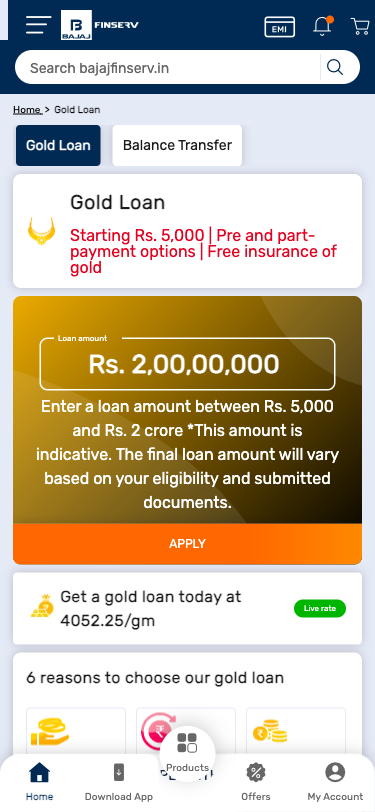 B
BAJAJ
FINSERV
EMI
Search bajajfinserv.in
Home > Gold Loan
Gold Loan
Balance Transfer
Gold Loan
Starting Rs. 5,000 | Pre and part-
payment options | Free insurance of
gold
Loan amount
Rs. 2,00,00,000
Enter a loan amount between Rs. 5,000
and Rs. 2 crore *This amount is
indicative. The final loan amount will vary
based on your eligibility and submitted
documents.
APPLY
Get a gold loan today at
4052.25/gm
Live rate
6 reasons to choose our gold loan
Products
Home
Download App
Offers
My Account